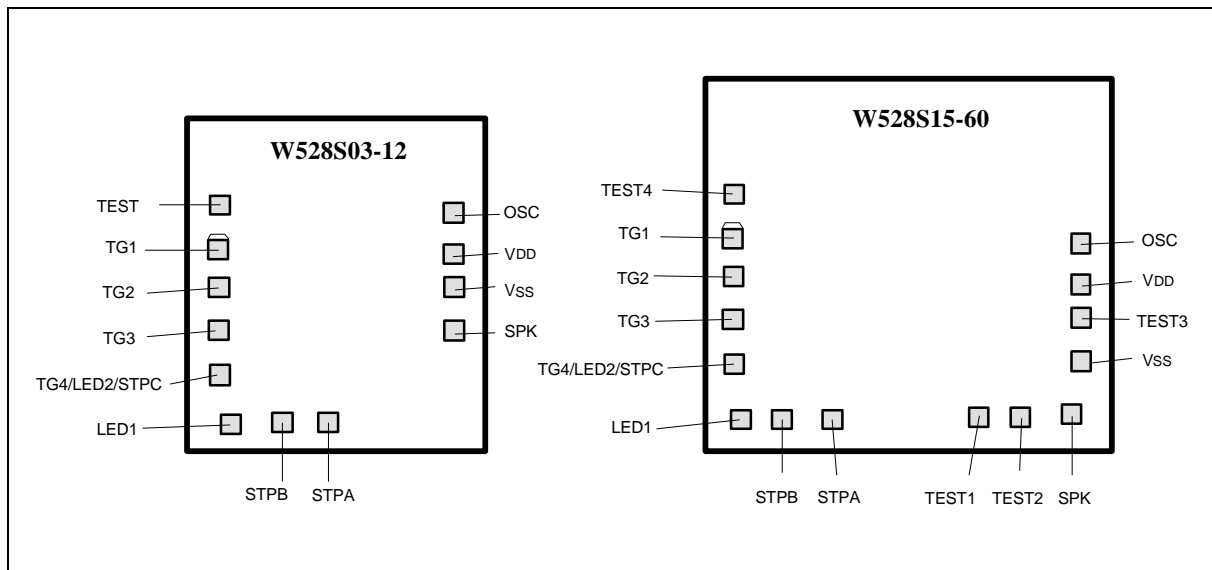 W528S03-12
TEST
TG1
TG2
TG3
TG4/LED2/STPC
LED1
STPB
STPA
OSC
VDD
VSS
SPK
W528S15-60
TEST4
TG1
TG2
TG3
TG4/LED2/STPC
LED1
STPB
STPA
TEST1
TEST2
SPK
OSC
VDD
TEST3
VSS